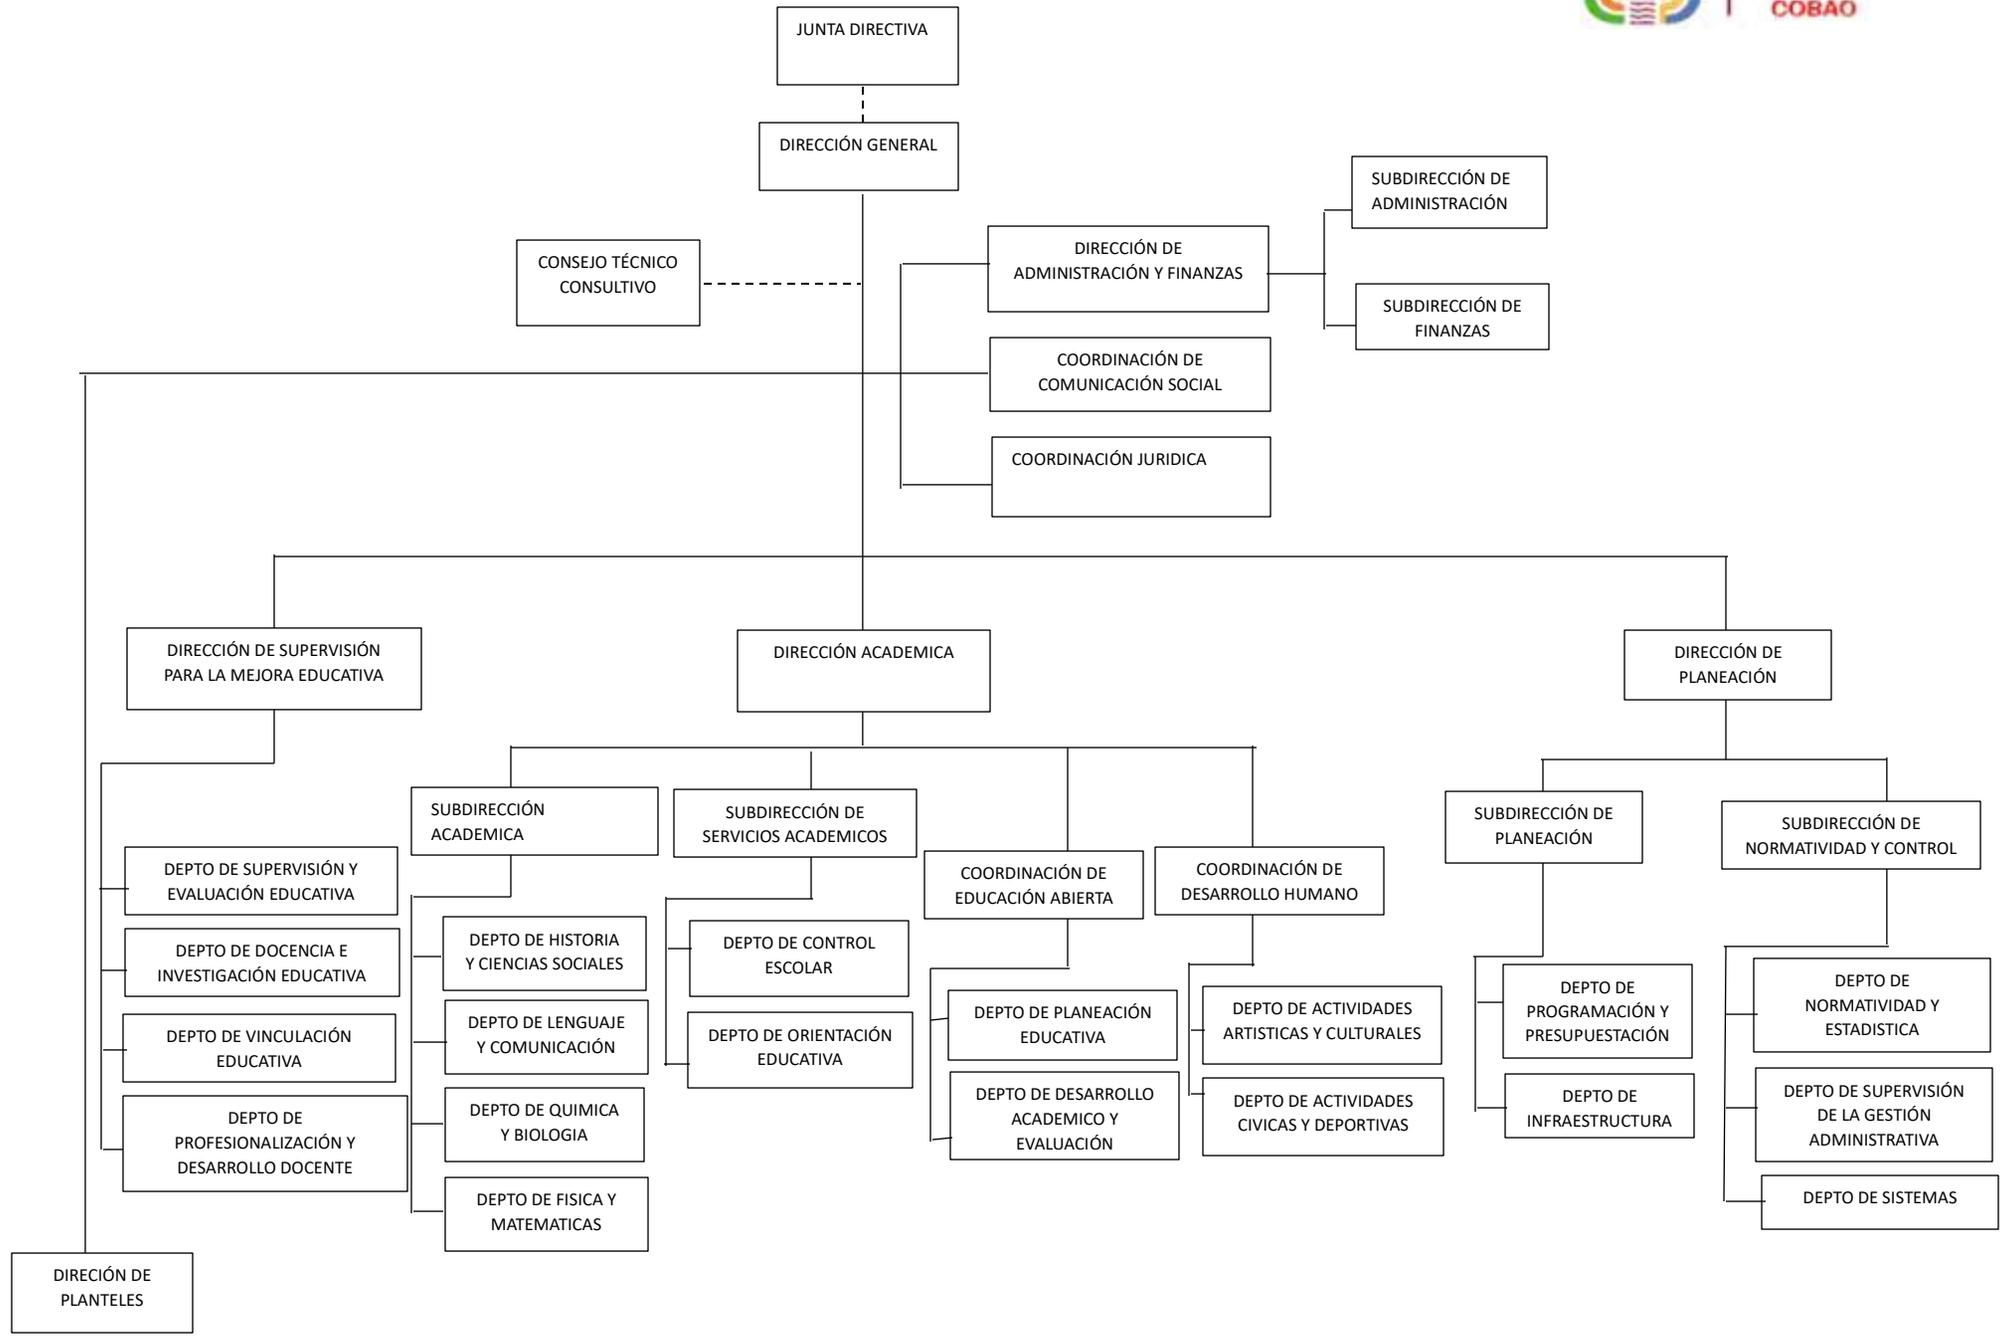 COBAO
JUNTA DIRECTIVA
DIRECCIÓN GENERAL
SUBDIRECCIÓN DE
ADMINISTRACIÓN
CONSEJO TÉCNICO
CONSULTIVO
DIRECCIÓN DE
ADMINISTRACIÓN Y FINANZAS
SUBDIRECCIÓN DE
FINANZAS
COORDINACIÓN DE
COMUNICACIÓN SOCIAL
COORDINACIÓN JURIDICA
DIRECCIÓN DE SUPERVISIÓN
PARA LA MEJORA EDUCATIVA
DIRECCIÓN ACADEMICA
DIRECCIÓN DE
PLANEACIÓN
SUBDIRECCIÓN
ACADEMICA
SUBDIRECCIÓN DE
SERVICIOS ACADEMICOS
COORDINACIÓN DE
EDUCACIÓN ABIERTA
COORDINACIÓN DE
DESARROLLO HUMANO
SUBDIRECCIÓN DE
PLANEACIÓN
SUBDIRECCIÓN DE
NORMATIVIDAD Y CONTROL
DEPTO DE SUPERVISIÓN Y
EVALUACIÓN EDUCATIVA
DEPTO DE DOCENCIA E
INVESTIGACIÓN EDUCATIVA
DEPTO DE VINCULACIÓN
EDUCATIVA
DEPTO DE
PROFESIONALIZACIÓN Y
DESARROLLO DOCENTE
DEPTO DE HISTORIA
Y CIENCIAS SOCIALES
DEPTO DE LENGUAJE
Y COMUNICACIÓN
DEPTO DE QUIMICA
Y BIOLOGIA
DEPTO DE FISICA Y
MATEMATICAS
DEPTO DE CONTROL
ESCOLAR
DEPTO DE ORIENTACIÓN
EDUCATIVA
DEPTO DE PLANEACIÓN
EDUCATIVA
DEPTO DE DESARROLLO
ACADEMICO Y
EVALUACIÓN
DEPTO DE ACTIVIDADES
ARTISTICAS Y CULTURALES
DEPTO DE ACTIVIDADES
CIVICAS Y DEPORTIVAS
DEPTO DE
PROGRAMACIÓN Y
PRESUPUESTACIÓN
DEPTO DE
INFRAESTRUCTURA
DEPTO DE
NORMATIVIDAD Y
ESTADISTICA
DEPTO DE SUPERVISIÓN
DE LA GESTIÓN
ADMINISTRATIVA
DEPTO DE SISTEMAS
DIRECIÓN DE
PLANTELES